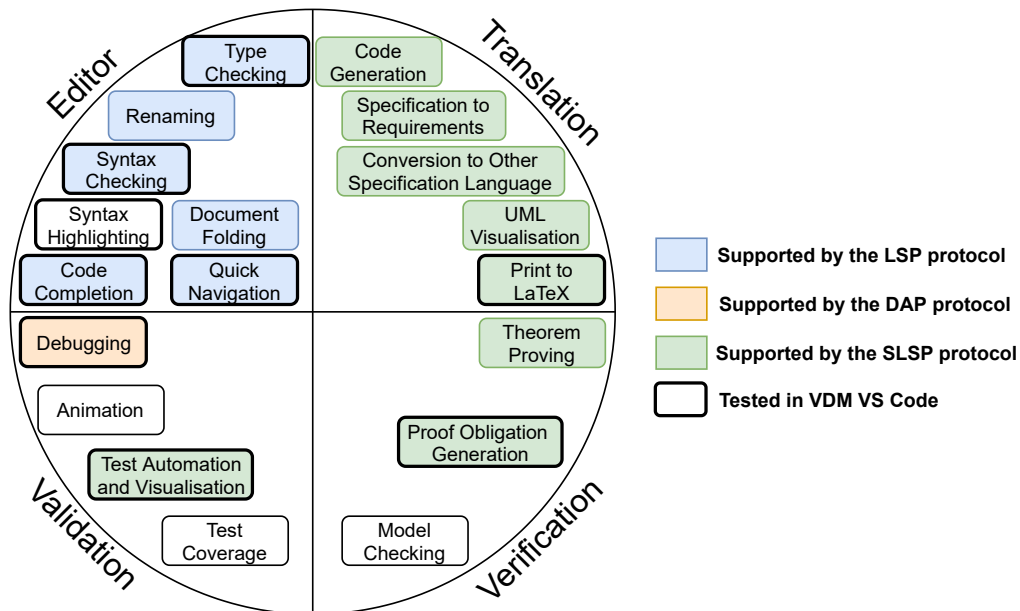 Editor
Translation
Type
Checking
Code
Generation
Renaming
Specification to
Requirements
Syntax
Checking
Conversion to Other
Specification Language
Syntax
Highlighting
Document
Folding
UML
Visualisation
Code
Completion
Quick
Navigation
Print to
LaTeX
Debugging
Theorem
Proving
Animation
Proof Obligation
Generation
Test Automation
and Visualisation
Test
Coverage
Model
Checking
Validation
Verification
Supported by the LSP protocol
Supported by the DAP protocol
Supported by the SLSP protocol
Tested in VDM VS Code